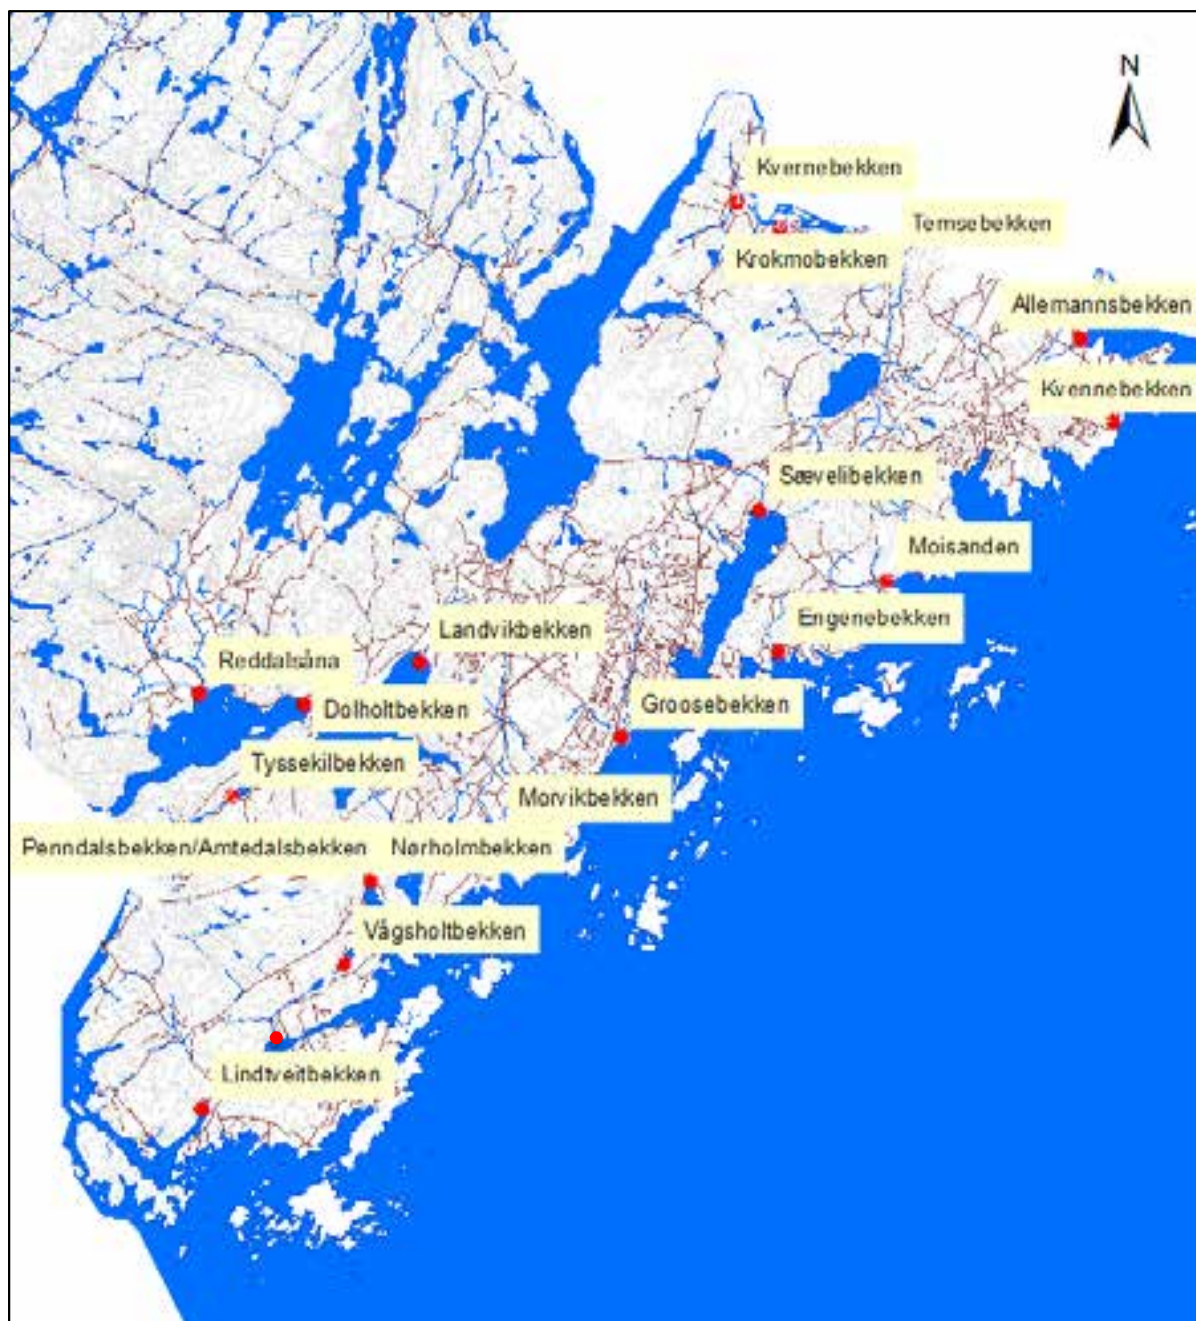 N
Kvernebekken
Temsebekken
Krokmobekken
Allemannsbekken
Kvennebekken
Sævelibekken
Moisanden
Engenebekken
Landvikbekken
Reddalsåna
Dolholtbekken
Groosebekken
Tyssekilbekken
Morvikbekken
Penndalsbekken/Amtedalsbekken
Nørholmbekken
Vågsholtbekken
Lindtveitbekken